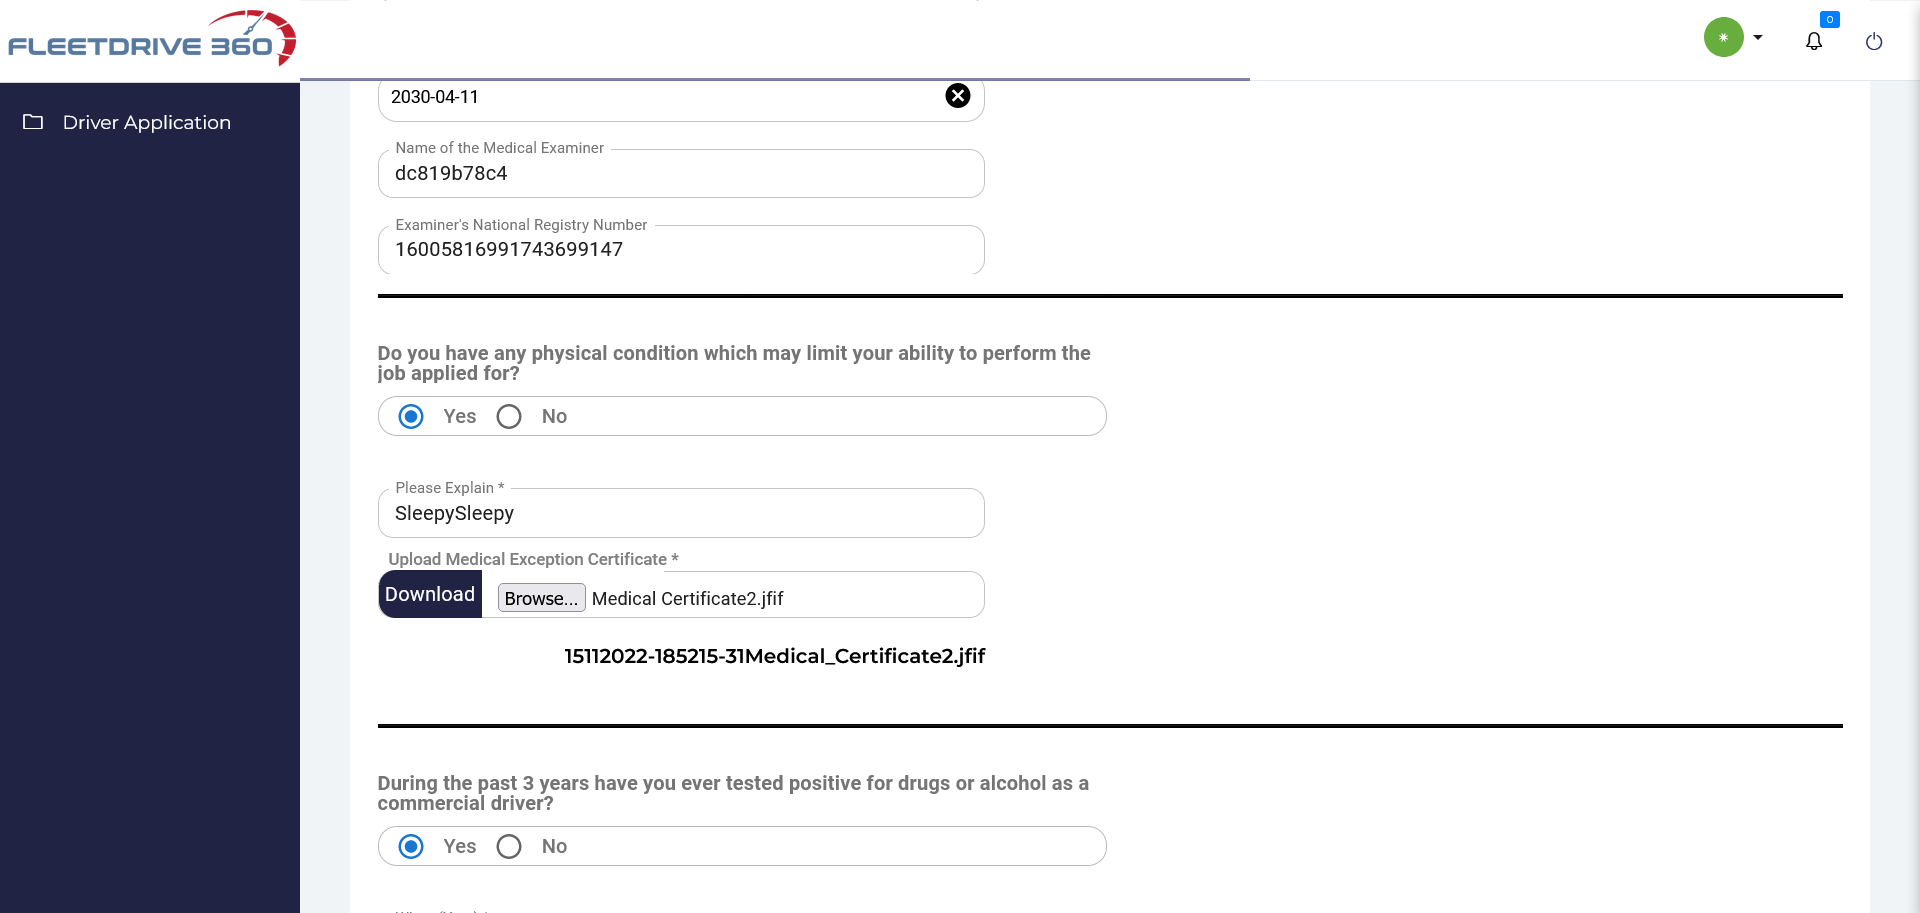 FLEETDRIVE 360
0
Driver Application
2030-04-11
Name of the Medical Examiner
dc819b78c4
Examiner's National Registry Number
16005816991743699147
Do you have any physical condition which may limit your ability to perform the
job applied for?
Yes No
Please Explain *
SleepySleepy
Upload Medical Exception Certificate *
Download Browse... Medical Certificate2.jfif
15112022-185215-31Medical_Certificate2.jfif
During the past 3 years have you ever tested positive for drugs or alcohol as a
commercial driver?
Yes No